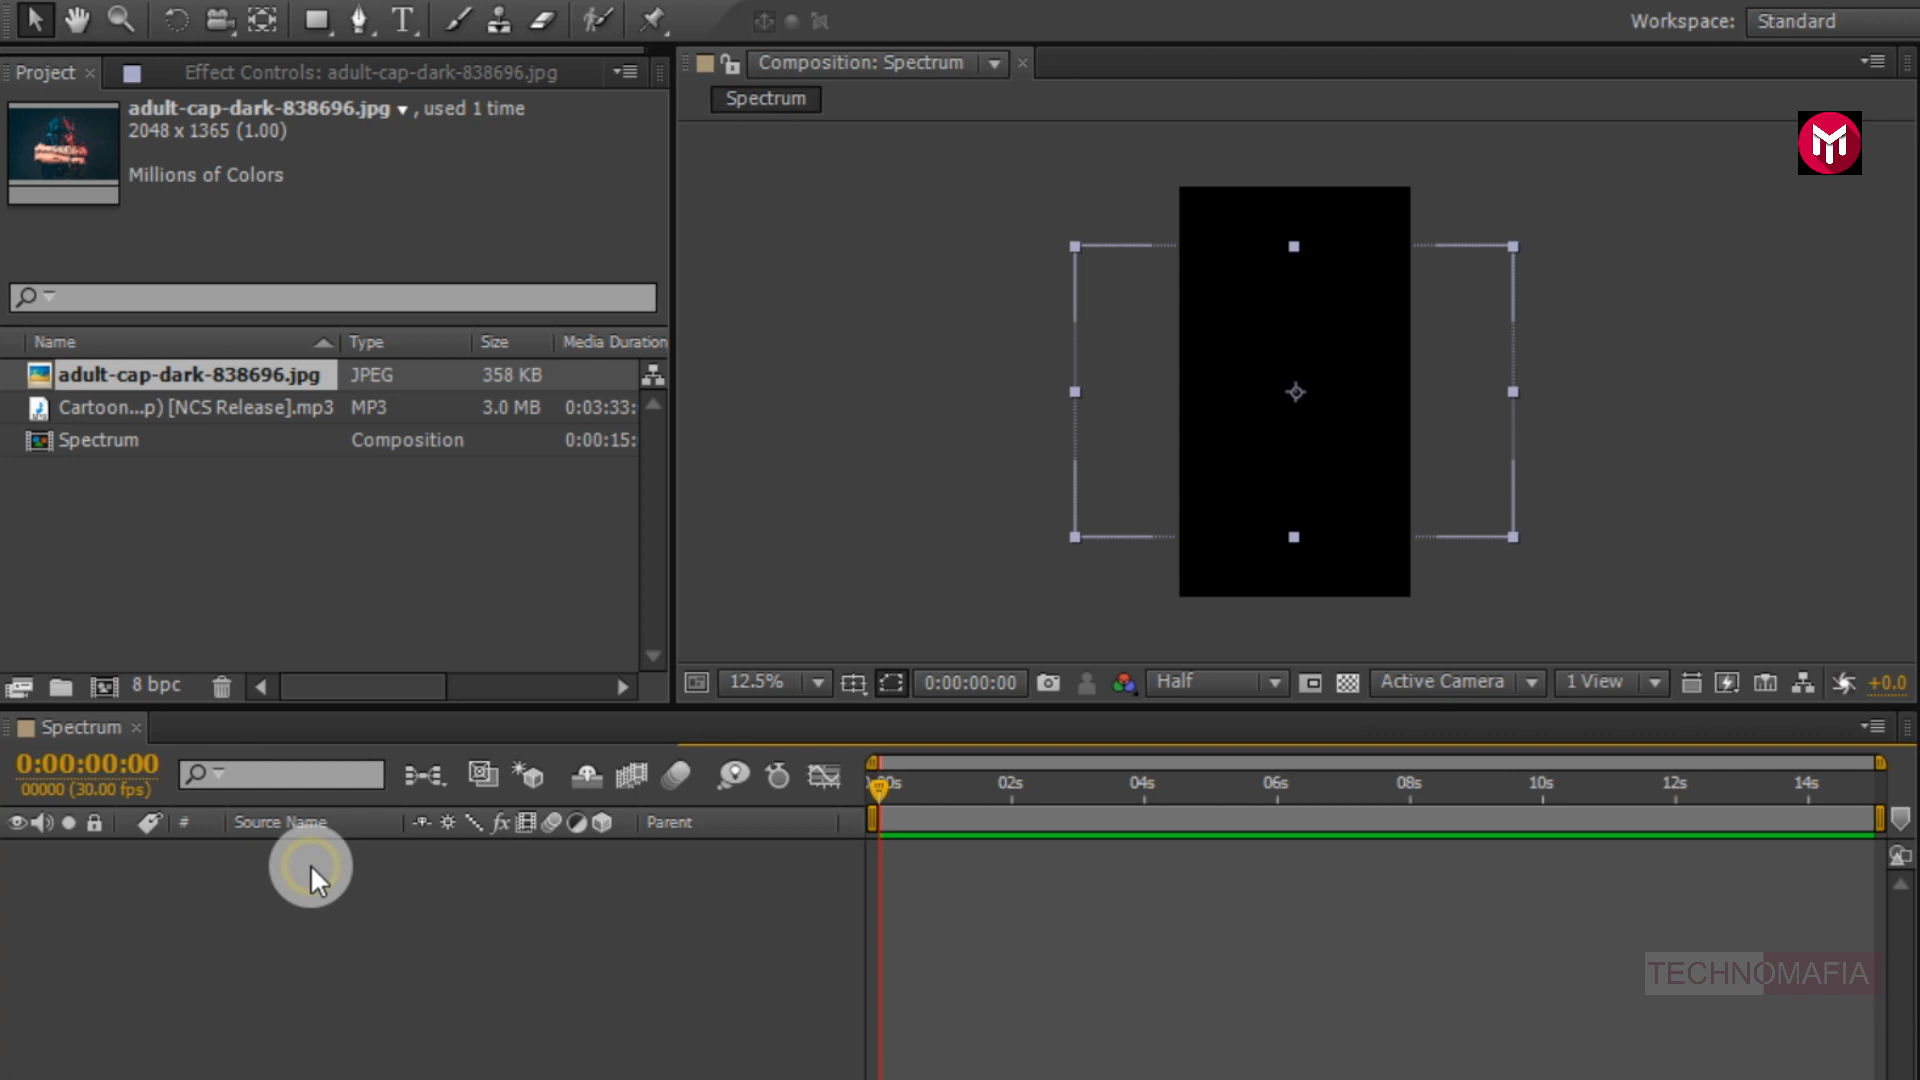 Workspace: Standard
Project × Effect Controls: adult-cap-dark-838696.jpg
adult-cap-dark-838696.jpg ▼ , used 1 time
2048 x 1365 (1.00)
Millions of Colors
Name Type Size Media Duration
adult-cap-dark-838696.jpg JPEG 358 KB
Cartoon...p) [NCS Release].mp3 MP3 3.0 MB 0:03:33:
Spectrum Composition 0:00:15:
8 bpc
Composition: Spectrum
Spectrum
12.5% 0:00:00:00 Half Active Camera 1 View +0.0
Spectrum ×
0:00:00:00
00000 (30.00 fps)
02s 04s 06s 08s 10s 12s 14s
# Source Name fx Parent
TECHNOMAFIA